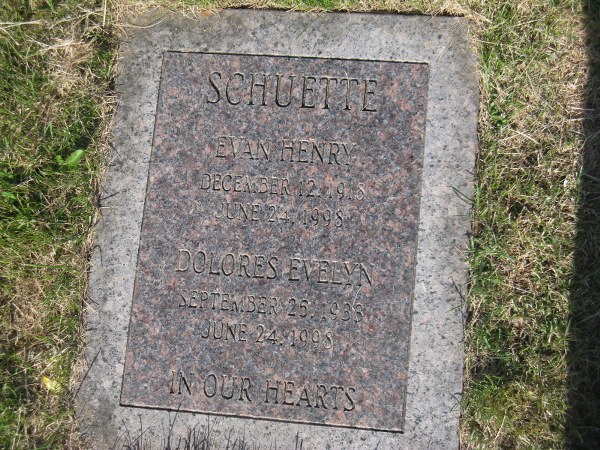 SCHUETTE
EVAN HENRY
DECEMBER 12, 1918
JUNE 24, 1998
DOLORES EVELYN
SEPTEMBER 25, 1938
JUNE 24, 1998
IN OUR HEARTS